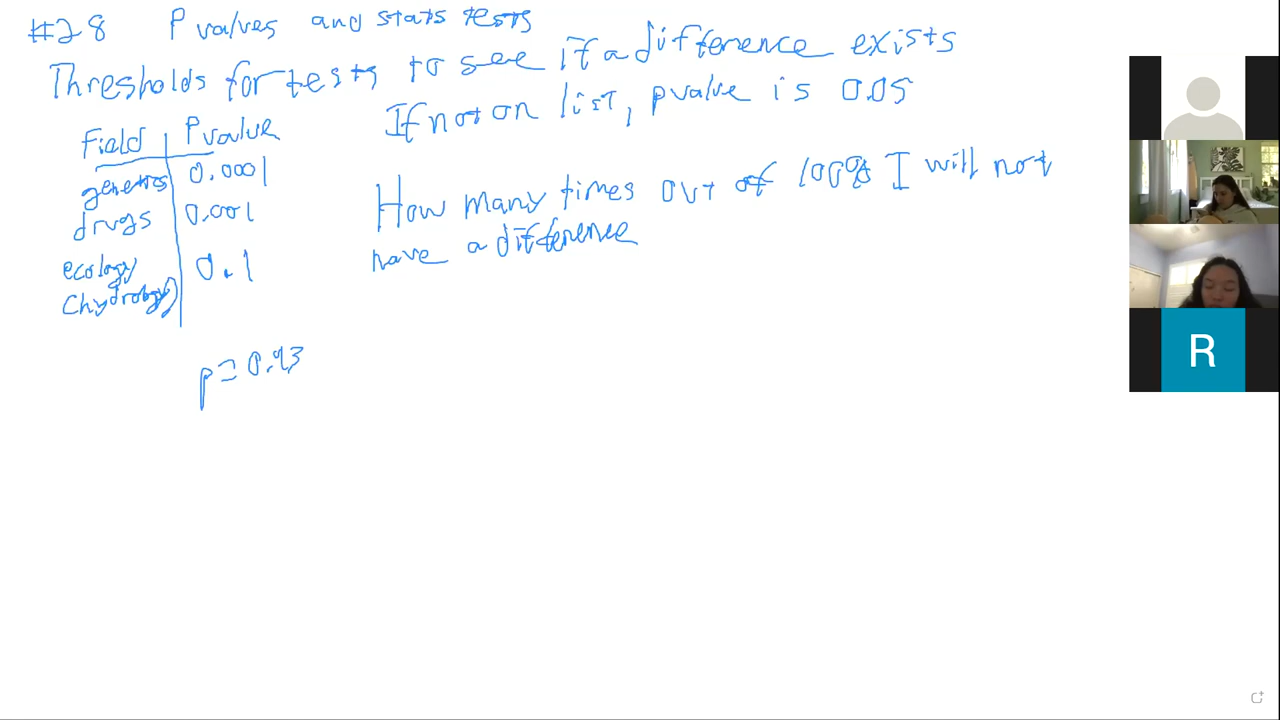 #28 P values and stats tests
Thresholds for tests to see if a difference exists
If not on list, pvalue is 0.05
Field Pvalue
genetics 0.0001
drugs 0.001
ecology 0.1
(hydrology)
How many times out of 100% I will not
have a difference
p=0.93
R